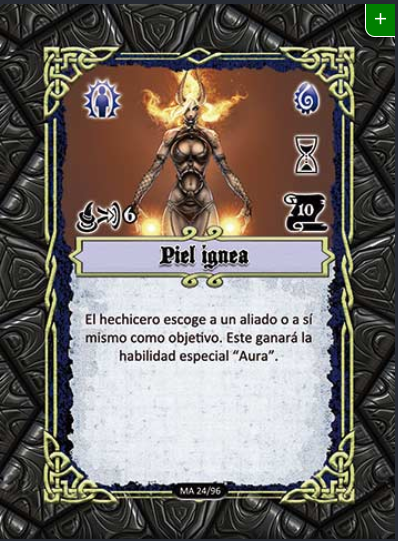 +
6
10
Piel ignea
El hechicero escoge a un aliado o a sí
mismo como objetivo. Este ganará la
habilidad especial “Aura”.
MA 24/96